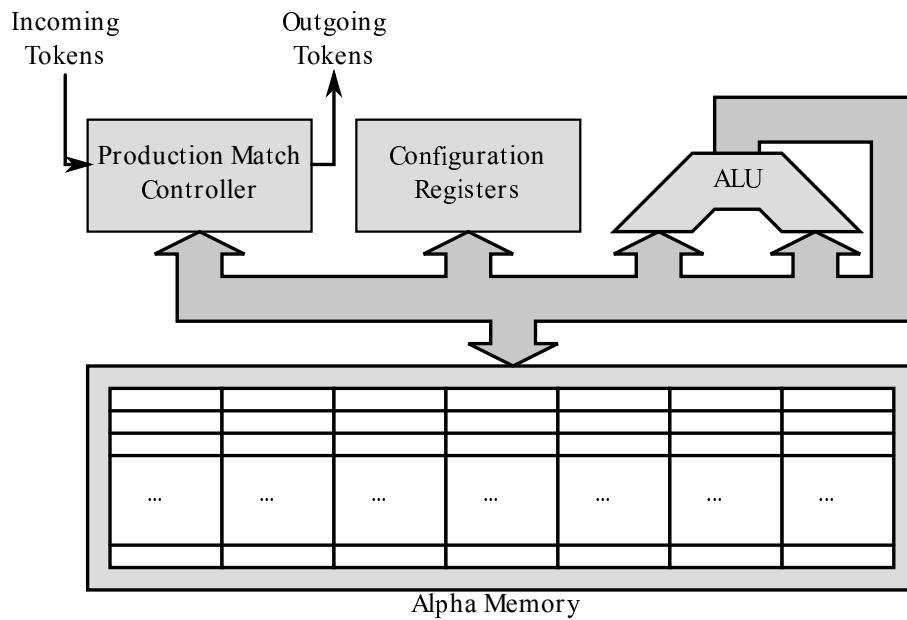 Incoming
Tokens
Outgoing
Tokens
Production Match
Controller
Configuration
Registers
ALU
... ... ... ... ... ... ...
Alpha Memory